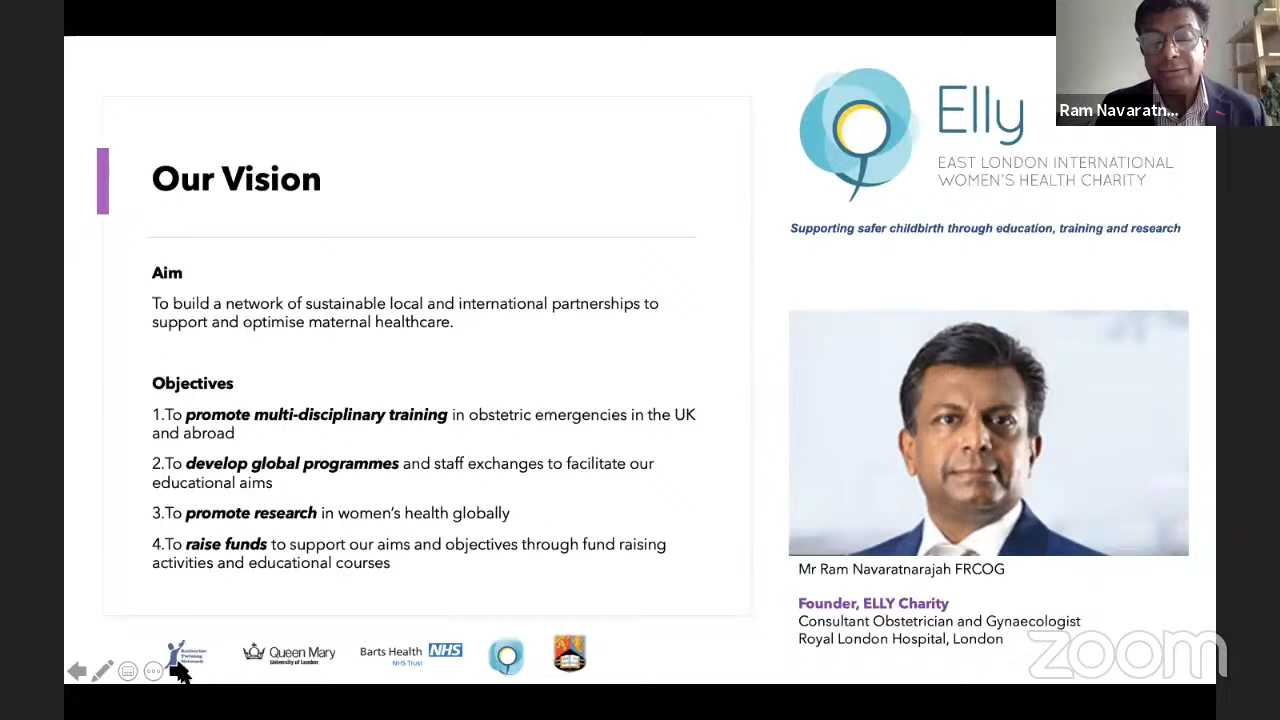 Ram Navaratn...
Elly
EAST LONDON INTERNATIONAL
WOMEN'S HEALTH CHARITY
Supporting safer childbirth through education, training and research
Our Vision
Aim
To build a network of sustainable local and international partnerships to
support and optimise maternal healthcare.
Objectives
1.To promote multi-disciplinary training in obstetric emergencies in the UK
and abroad
2.To develop global programmes and staff exchanges to facilitate our
educational aims
3.To promote research in women's health globally
4.To raise funds to support our aims and objectives through fund raising
activities and educational courses
Mr Ram Navaratnarajah FRCOG
Founder, ELLY Charity
Consultant Obstetrician and Gynaecologist
Royal London Hospital, London
Queen Mary
University of London
Barts Health NHS
NHS Trust
zoom